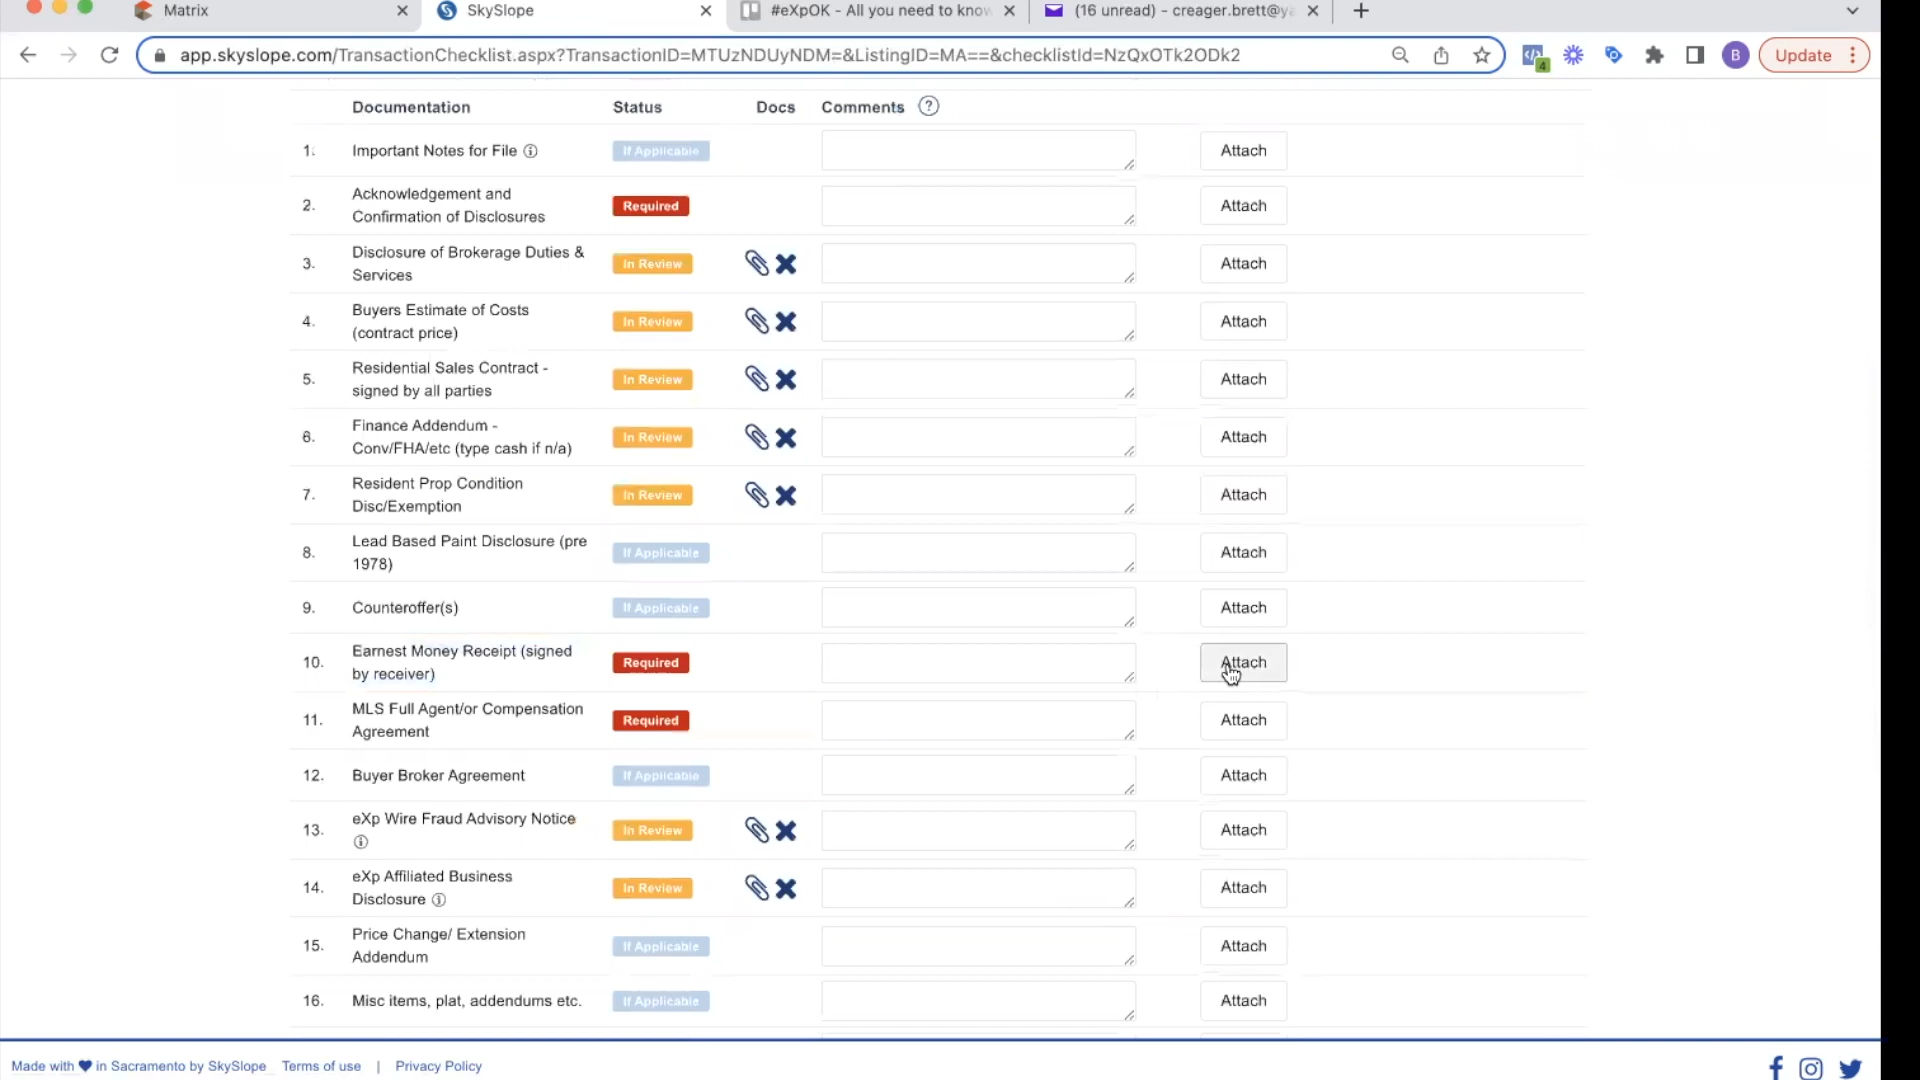 Matrix
SkySlope
#eXpOK - All you need to know
(16 unread) - creager.brett@y
app.skyslope.com/TransactionChecklist.aspx?TransactionID=MTUzNDUyNDM=&ListingID=MA==&checklistId=NzQxOTk2ODk2
4
B
Update
Documentation Status Docs Comments ?
1. Important Notes for File If Applicable Attach
2. Acknowledgement and
Confirmation of Disclosures Required Attach
3. Disclosure of Brokerage Duties &
Services In Review Attach
4. Buyers Estimate of Costs
(contract price) In Review Attach
5. Residential Sales Contract -
signed by all parties In Review Attach
6. Finance Addendum -
Conv/FHA/etc (type cash if n/a) In Review Attach
7. Resident Prop Condition
Disc/Exemption In Review Attach
8. Lead Based Paint Disclosure (pre
1978) If Applicable Attach
9. Counteroffer(s) If Applicable Attach
10. Earnest Money Receipt (signed
by receiver) Required Attach
11. MLS Full Agent/or Compensation
Agreement Required Attach
12. Buyer Broker Agreement If Applicable Attach
13. eXp Wire Fraud Advisory Notice
In Review Attach
14. eXp Affiliated Business
Disclosure In Review Attach
15. Price Change/ Extension
Addendum If Applicable Attach
16. Misc items, plat, addendums etc. If Applicable Attach
Made with in Sacramento by SkySlope Terms of use | Privacy Policy